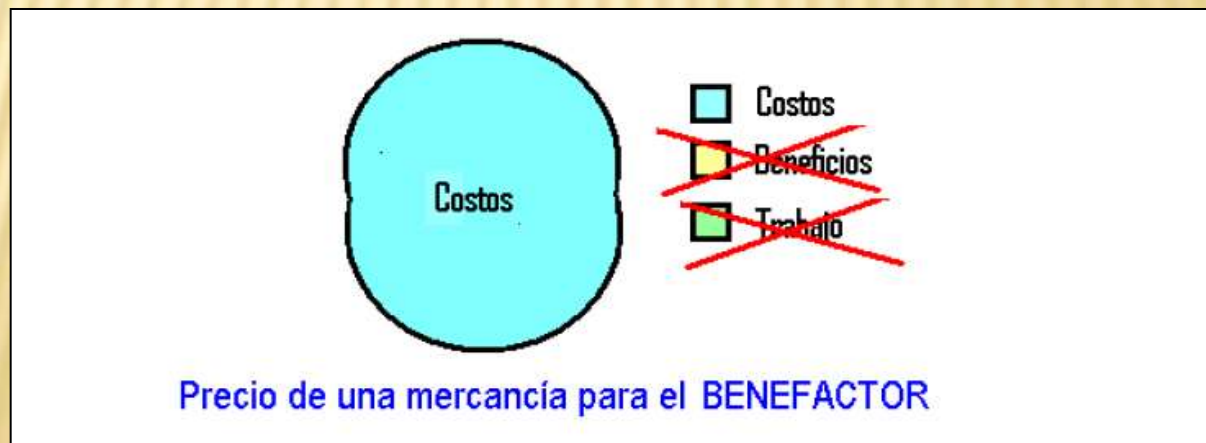 Costos
Costos
Beneficios
Trabajo
Precio de una mercancía para el BENEFACTOR